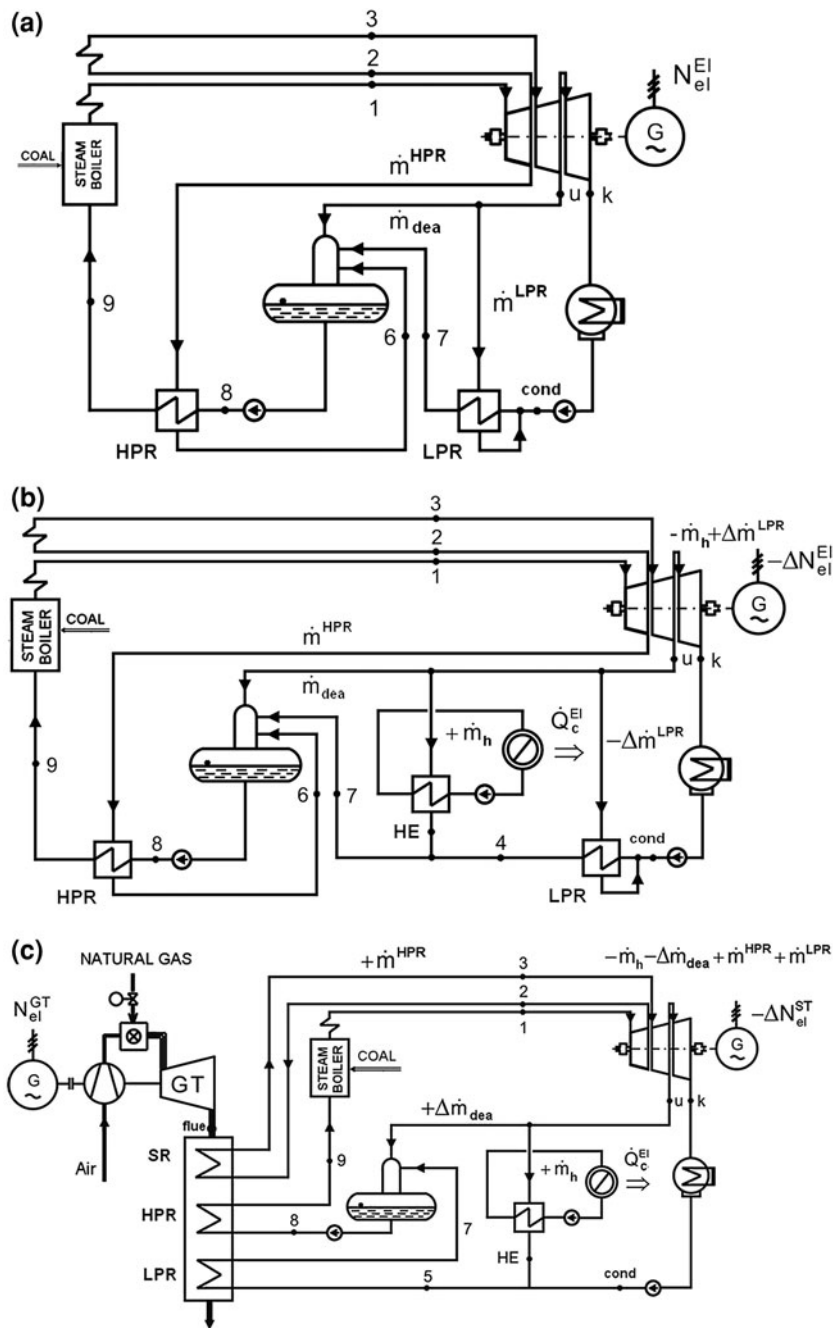 (a)
3
2
1
N_el^El
G
~
COAL
STEAM BOILER
ṁ^HPR
u
k
ṁ_dea
9
6
7
ṁ^LPR
8
cond
HPR
LPR
(b)
3
2
1
-ṁ_h+Δṁ^LPR
-ΔN_el^El
G
~
COAL
STEAM BOILER
ṁ^HPR
u
k
ṁ_dea
+ṁ_h
Q̇_c^El
⇒
-Δṁ^LPR
9
6
7
8
HE
4
cond
HPR
LPR
(c)
NATURAL GAS
+ṁ^HPR
3
2
1
-ṁ_h-Δṁ_dea+ṁ^HPR+ṁ^LPR
-ΔN_el^ST
G
~
N_el^GT
G
~
GT
STEAM BOILER
COAL
u
k
flue
Air
+Δṁ_dea
SR
9
+ṁ_h
Q̇_c^El
⇒
HPR
8
7
HE
LPR
5
cond